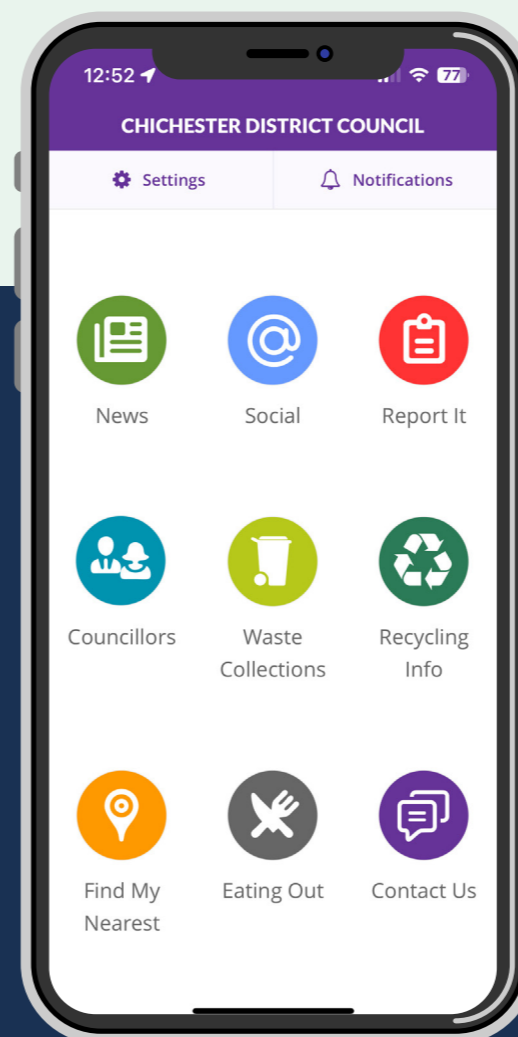 12:52
77
CHICHESTER DISTRICT COUNCIL
Settings
Notifications
News
Social
Report It
Councillors
Waste
Collections
Recycling
Info
Find My
Nearest
Eating Out
Contact Us